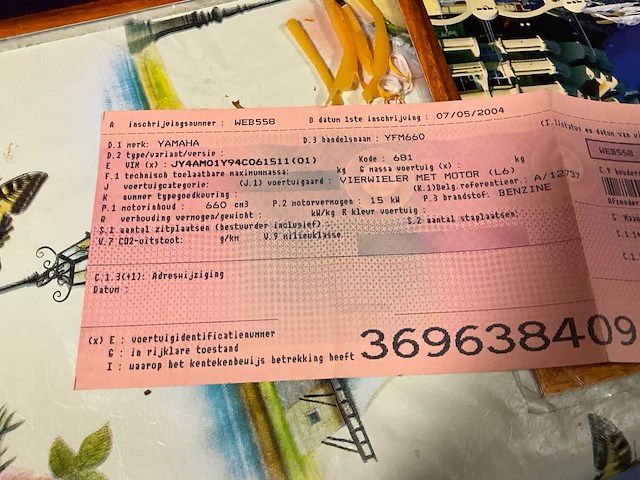 A inschrijvingsnummer : WEB558 B datum 1ste inschrijving : 07/05/2004
D.1 merk: YAMAHA D.3 handelsnaam : YFM660
D.2 type/variant/versie :
E VIN (x) : JY4AM01Y94C061511(01) Kode : 681
F.1 technisch toelaatbare maximummassa: kg G massa voertuig (x) : kg
J voertuigcategorie: (J.1) voertuigaard : VIERWIELER MET MOTOR (L6)
K nummer typegoedkeuring : (K.1)Belg.referentienr.: A/12737
P.1 motorinhoud : 660 cm3 P.2 motorvermogen : 15 kW P.3 brandstof: BENZINE
Q verhouding vermogen/gewicht : kW/kg R kleur voertuig :
S.1 aantal zitplaatsen (bestuurder inclusief) : S.2 aantal staplaatsen:
V.7 CO2-uitstoot: g/km V.9 milieuklasse
C.1.3(+1): Adreswijziging
Datum :
(x) E : voertuigidentificatienummer
G : in rijklare toestand
I : waarop het kentekenbewijs betrekking heeft
369638409
WEB558